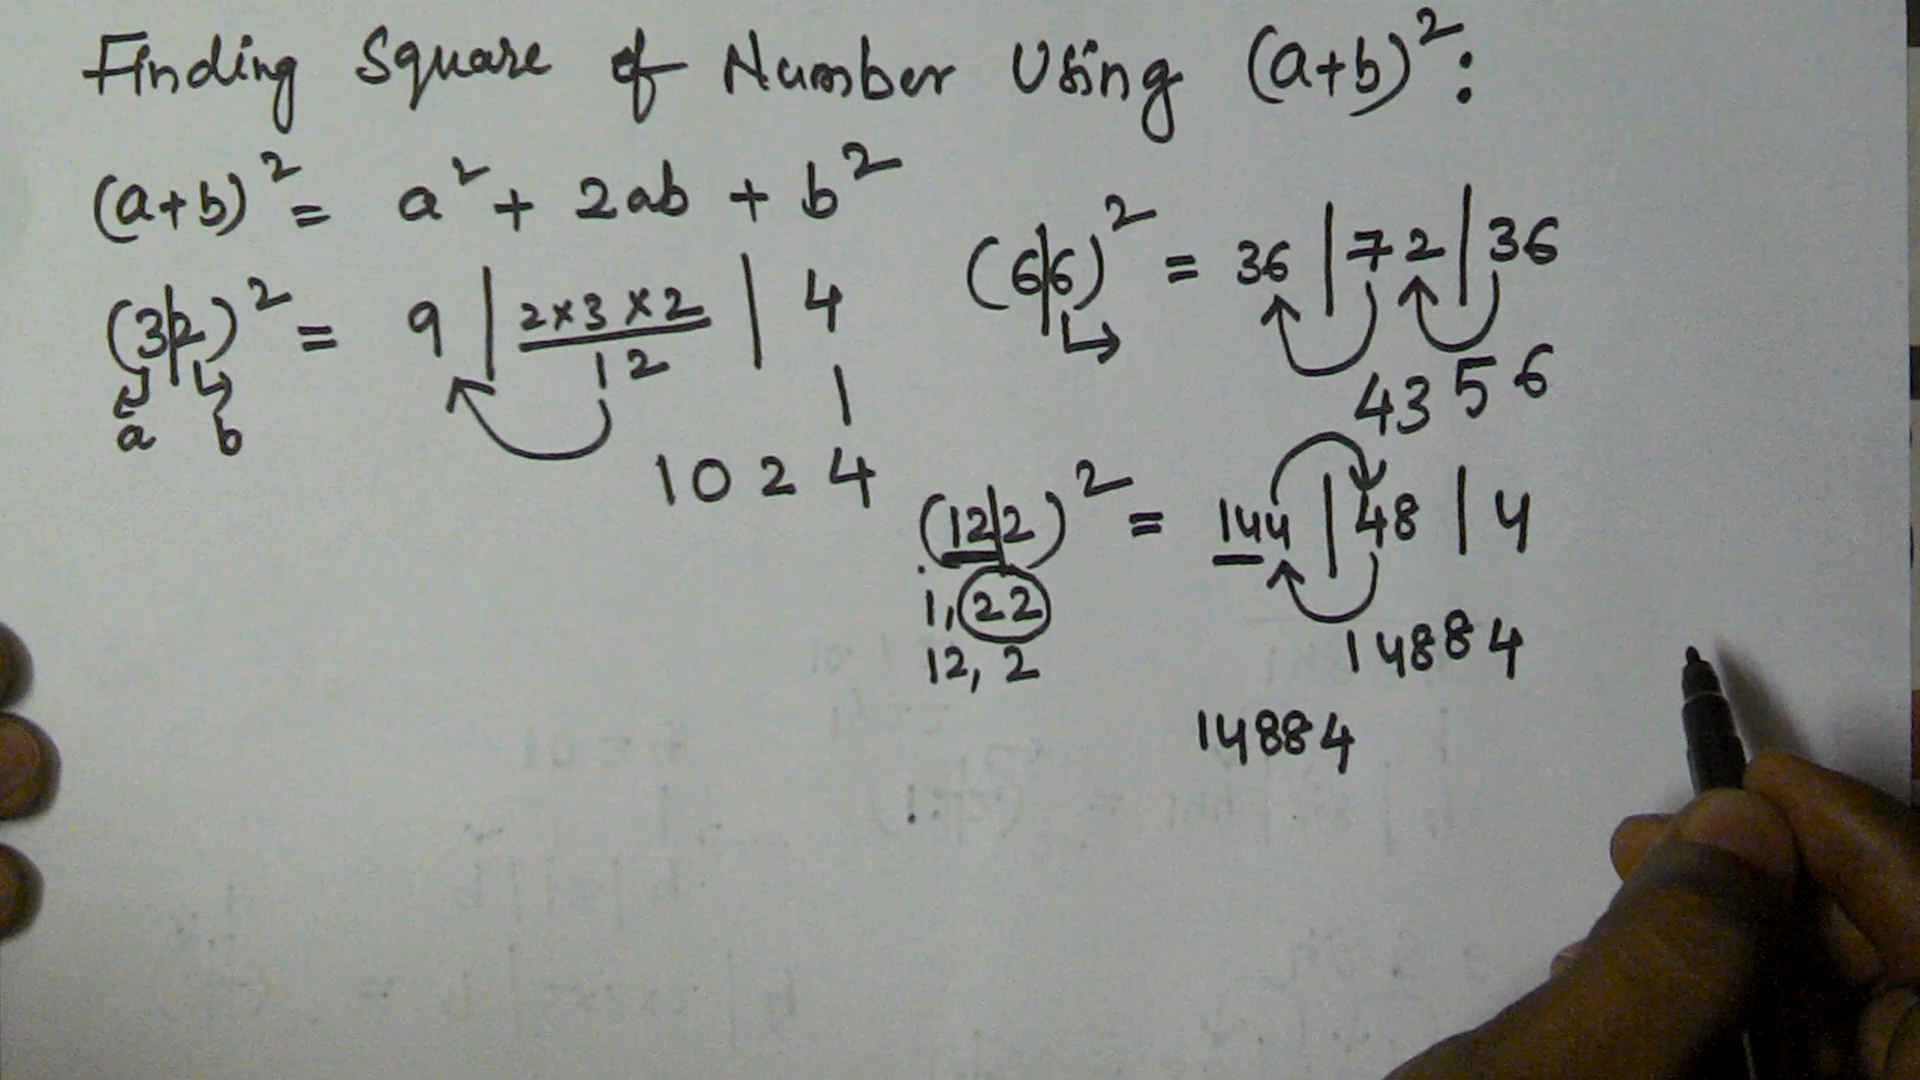 Finding Square of Number Using (a+b)²:
(a+b)² = a² + 2ab + b²
(3|2)² = 9 | 2×3×2 | 4
12
a b
1024
(6|6)² = 36 | 72 | 36
4356
(12|2)² = 144 | 48 | 4
1, 22
12, 2
14884
14884